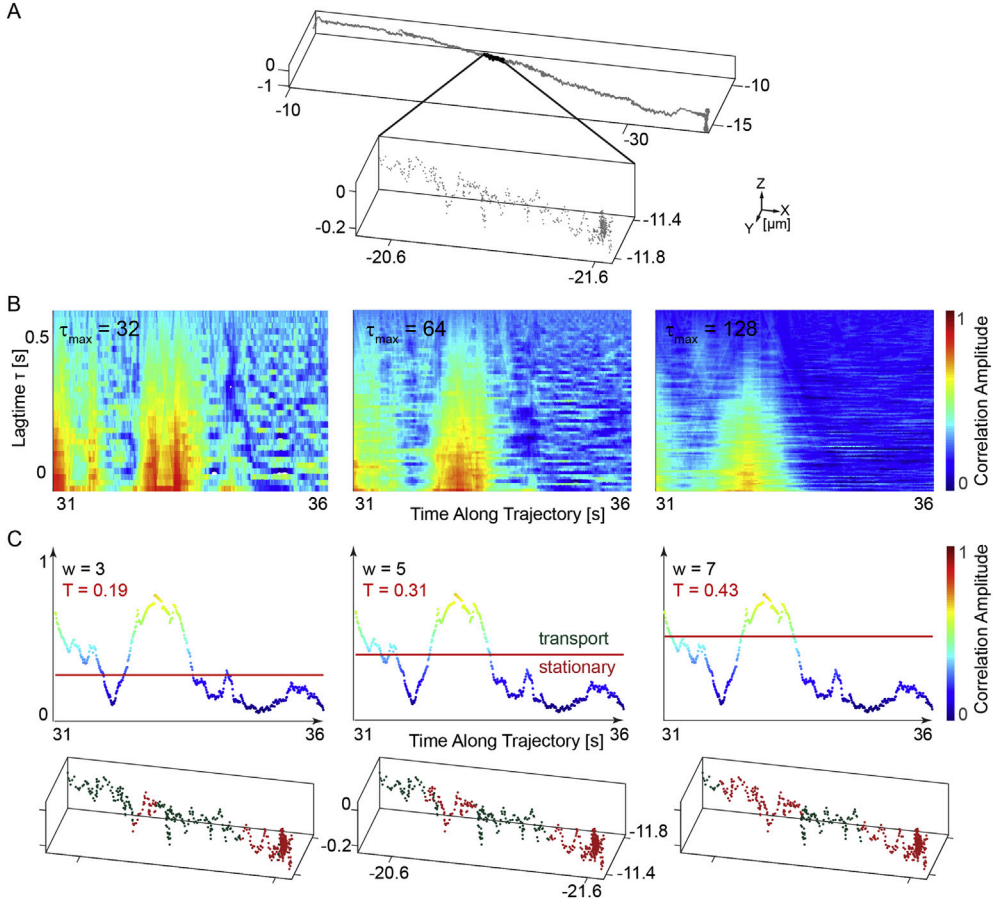 A
0
-1
-10
-10
-15
-30
0
-0.2
-20.6
-21.6
-11.4
-11.8
Z
X
Y
[µm]
B
τmax = 32
τmax = 64
τmax = 128
0.5
0
Lagtime τ [s]
31
36
31
36
31
36
Time Along Trajectory [s]
1
0
Correlation Amplitude
C
1
0
w = 3
T = 0.19
w = 5
T = 0.31
transport
stationary
w = 7
T = 0.43
31
36
31
36
31
36
Time Along Trajectory [s]
1
0
Correlation Amplitude
0
-0.2
-20.6
-21.6
-11.8
-11.4